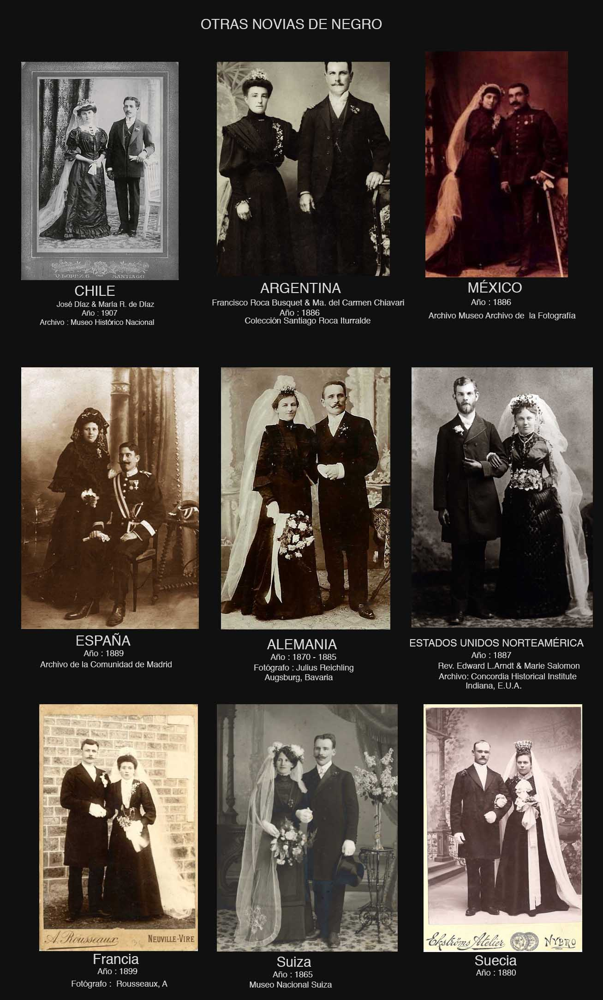 OTRAS NOVIAS DE NEGRO
V. LOPEZ. G. CHILE SANTIAGO
CHILE
José Díaz & María R. de Díaz
Año : 1907
Archivo : Museo Histórico Nacional
ARGENTINA
Francisco Roca Busquet & Ma. del Carmen Chiavari
Año : 1886
Colección Santiago Roca Iturralde
MÉXICO
Año : 1886
Archivo Museo Archivo de la Fotografía
ESPAÑA
Año : 1889
Archivo de la Comunidad de Madrid
ALEMANIA
Año : 1870 - 1885
Fotógrafo : Julius Reichling
Augsburg, Bavaria
ESTADOS UNIDOS NORTEAMÉRICA
Año : 1887
Rev. Edward L.Arndt & Marie Salomon
Archivo: Concordia Historical Institute
Indiana, E.U.A.
A. Rousseaux NEUVILLE-VIRE
Francia
Año : 1899
Fotógrafo : Rousseaux, A
Suiza
Año : 1865
Museo Nacional Suiza
Ekströms Atelier NYBRO
Suecia
Año : 1880